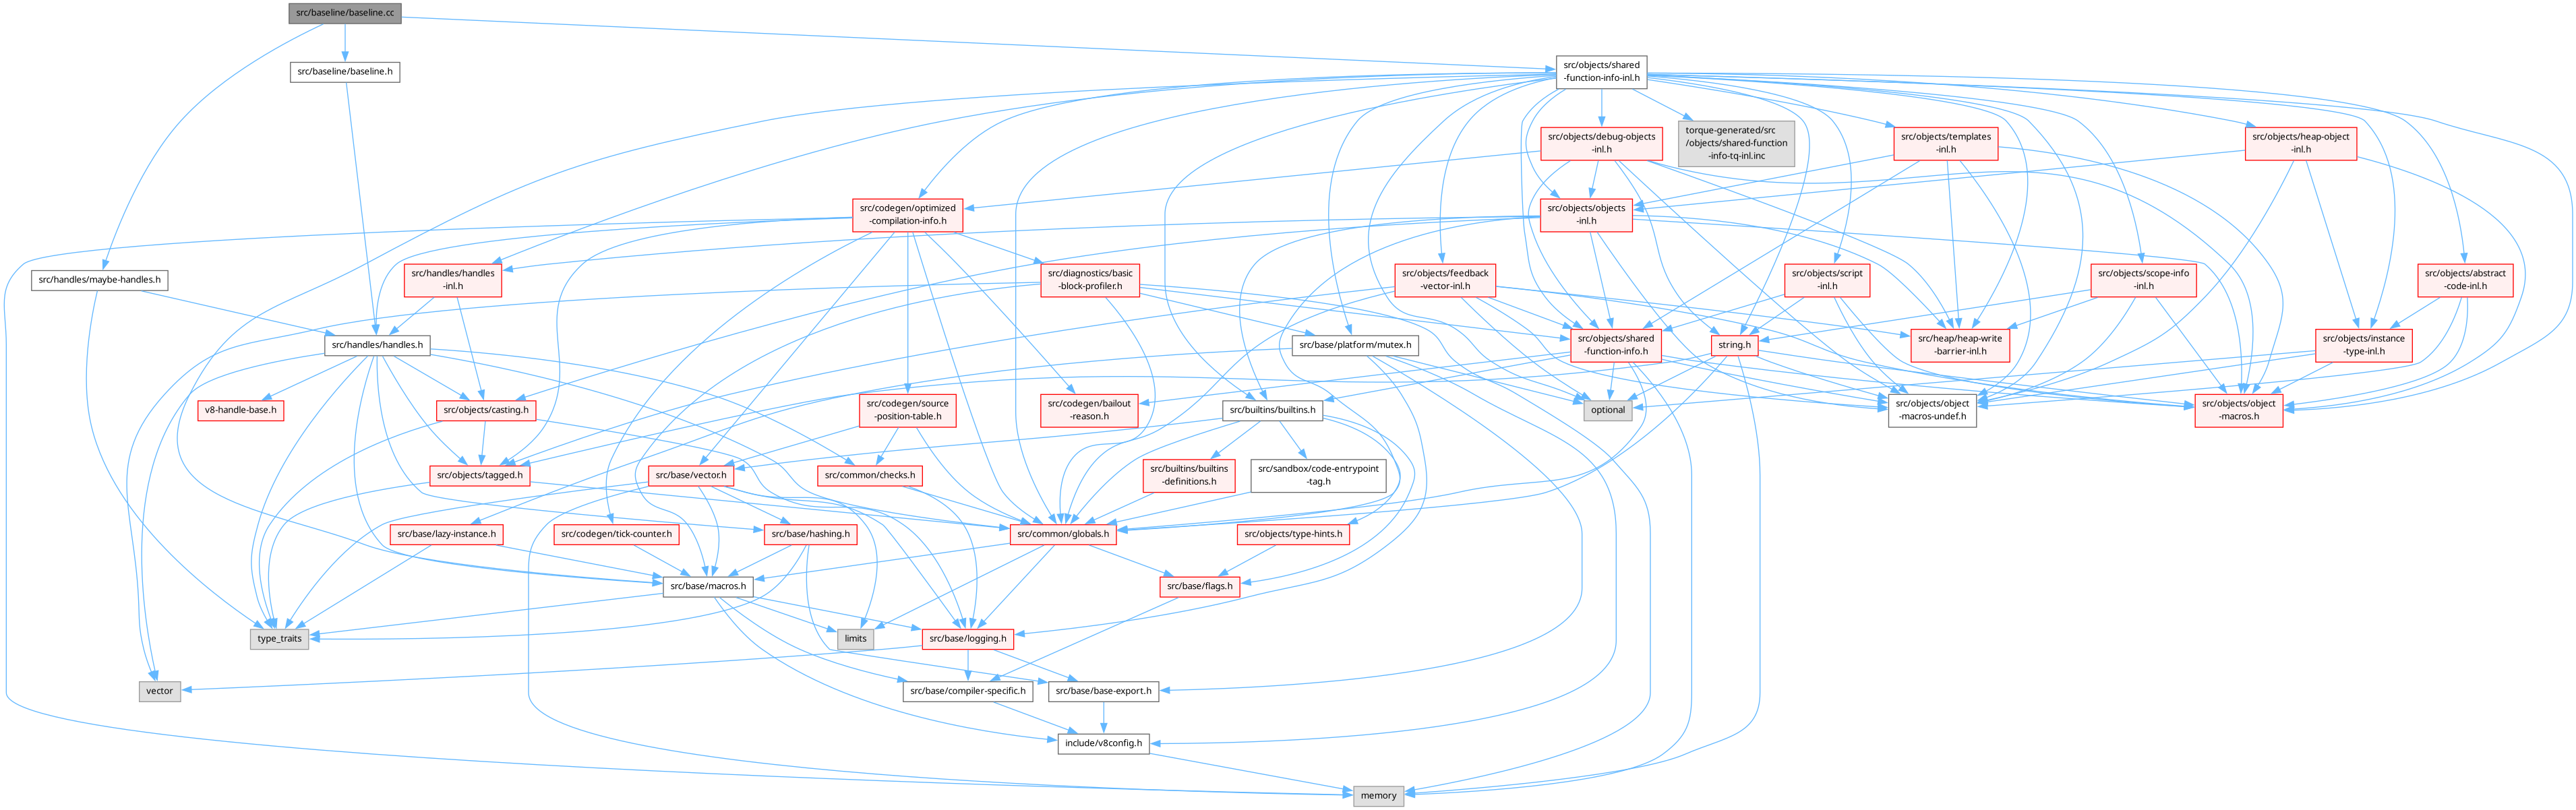 src/baseline/baseline.cc
src/baseline/baseline.h
src/objects/shared
-function-info-inl.h
src/objects/debug-objects
-inl.h
torque-generated/src
/objects/shared-function
-info-tq-inl.inc
src/objects/templates
-inl.h
src/objects/heap-object
-inl.h
src/codegen/optimized
-compilation-info.h
src/objects/objects
-inl.h
src/handles/maybe-handles.h
src/handles/handles
-inl.h
src/diagnostics/basic
-block-profiler.h
src/objects/feedback
-vector-inl.h
src/objects/script
-inl.h
src/objects/scope-info
-inl.h
src/objects/abstract
-code-inl.h
src/handles/handles.h
src/base/platform/mutex.h
src/objects/shared
-function-info.h
string.h
src/heap/heap-write
-barrier-inl.h
src/objects/instance
-type-inl.h
v8-handle-base.h
src/objects/casting.h
src/codegen/source
-position-table.h
src/codegen/bailout
-reason.h
src/builtins/builtins.h
optional
src/objects/object
-macros-undef.h
src/objects/object
-macros.h
src/objects/tagged.h
src/base/vector.h
src/common/checks.h
src/builtins/builtins
-definitions.h
src/sandbox/code-entrypoint
-tag.h
src/base/lazy-instance.h
src/codegen/tick-counter.h
src/base/hashing.h
src/common/globals.h
src/objects/type-hints.h
src/base/macros.h
src/base/flags.h
type_traits
limits
src/base/logging.h
vector
src/base/compiler-specific.h
src/base/base-export.h
include/v8config.h
memory